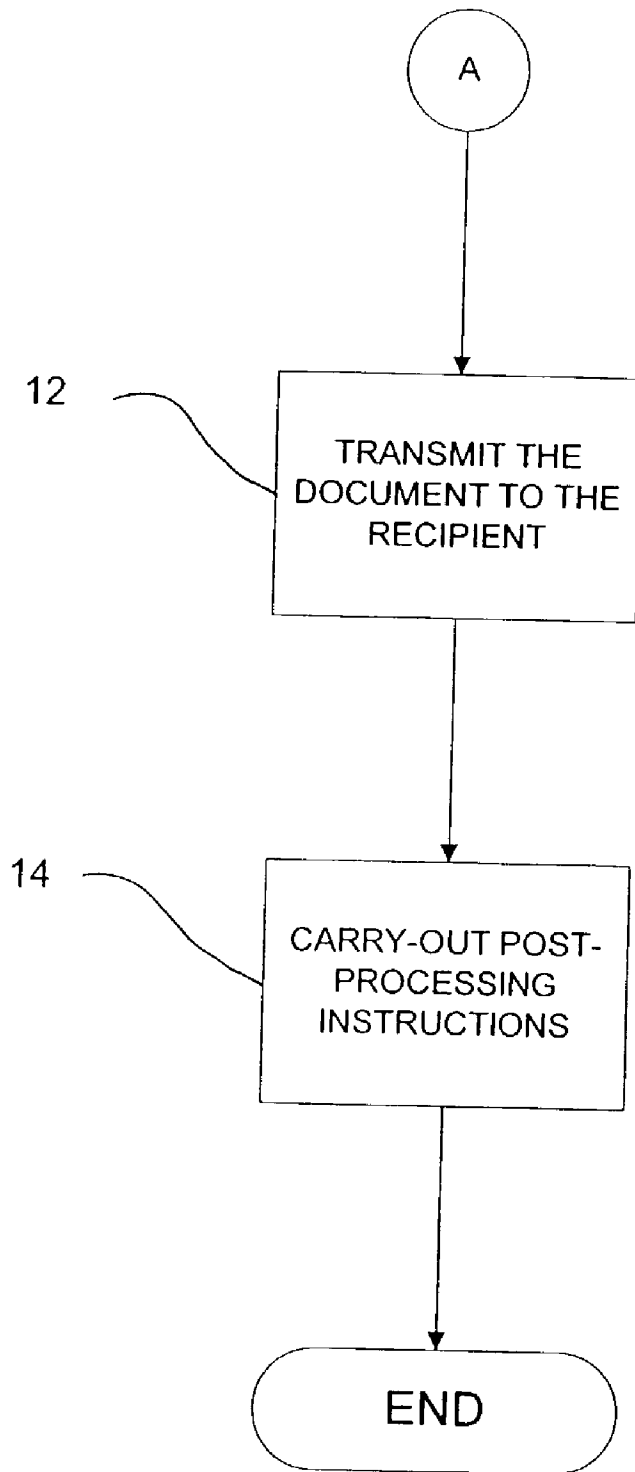 A
12
TRANSMIT THE
DOCUMENT TO THE
RECIPIENT
14
CARRY-OUT POST-
PROCESSING
INSTRUCTIONS
END